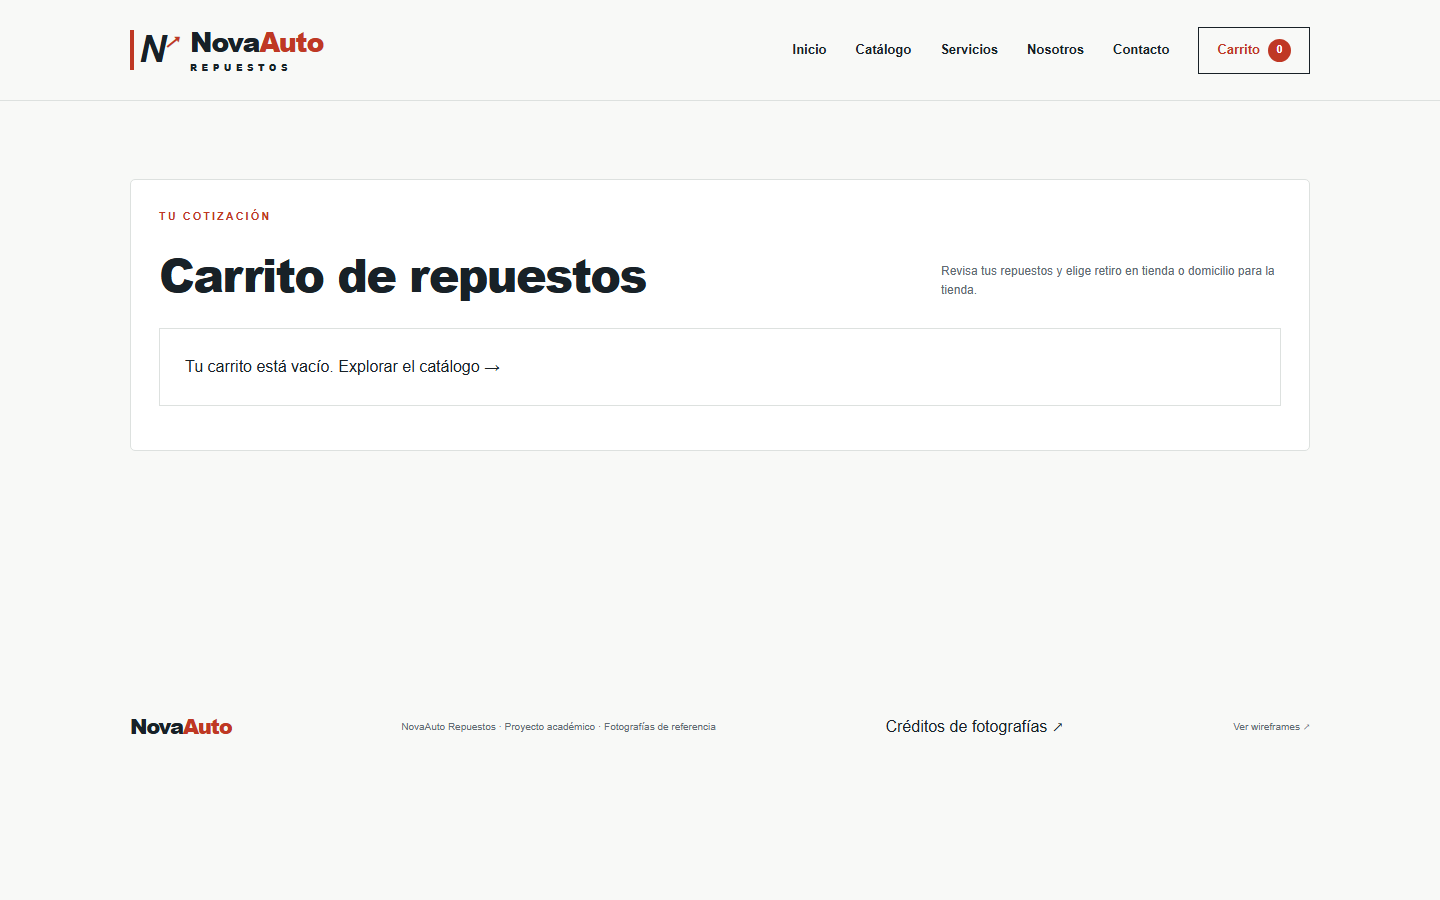 N↗ NovaAuto
REPUESTOS
Inicio Catálogo Servicios Nosotros Contacto Carrito 0
TU COTIZACIÓN
Carrito de repuestos
Revisa tus repuestos y elige retiro en tienda o domicilio para la
tienda.
Tu carrito está vacío. Explorar el catálogo →
NovaAuto NovaAuto Repuestos · Proyecto académico · Fotografías de referencia Créditos de fotografías ↗ Ver wireframes ↗